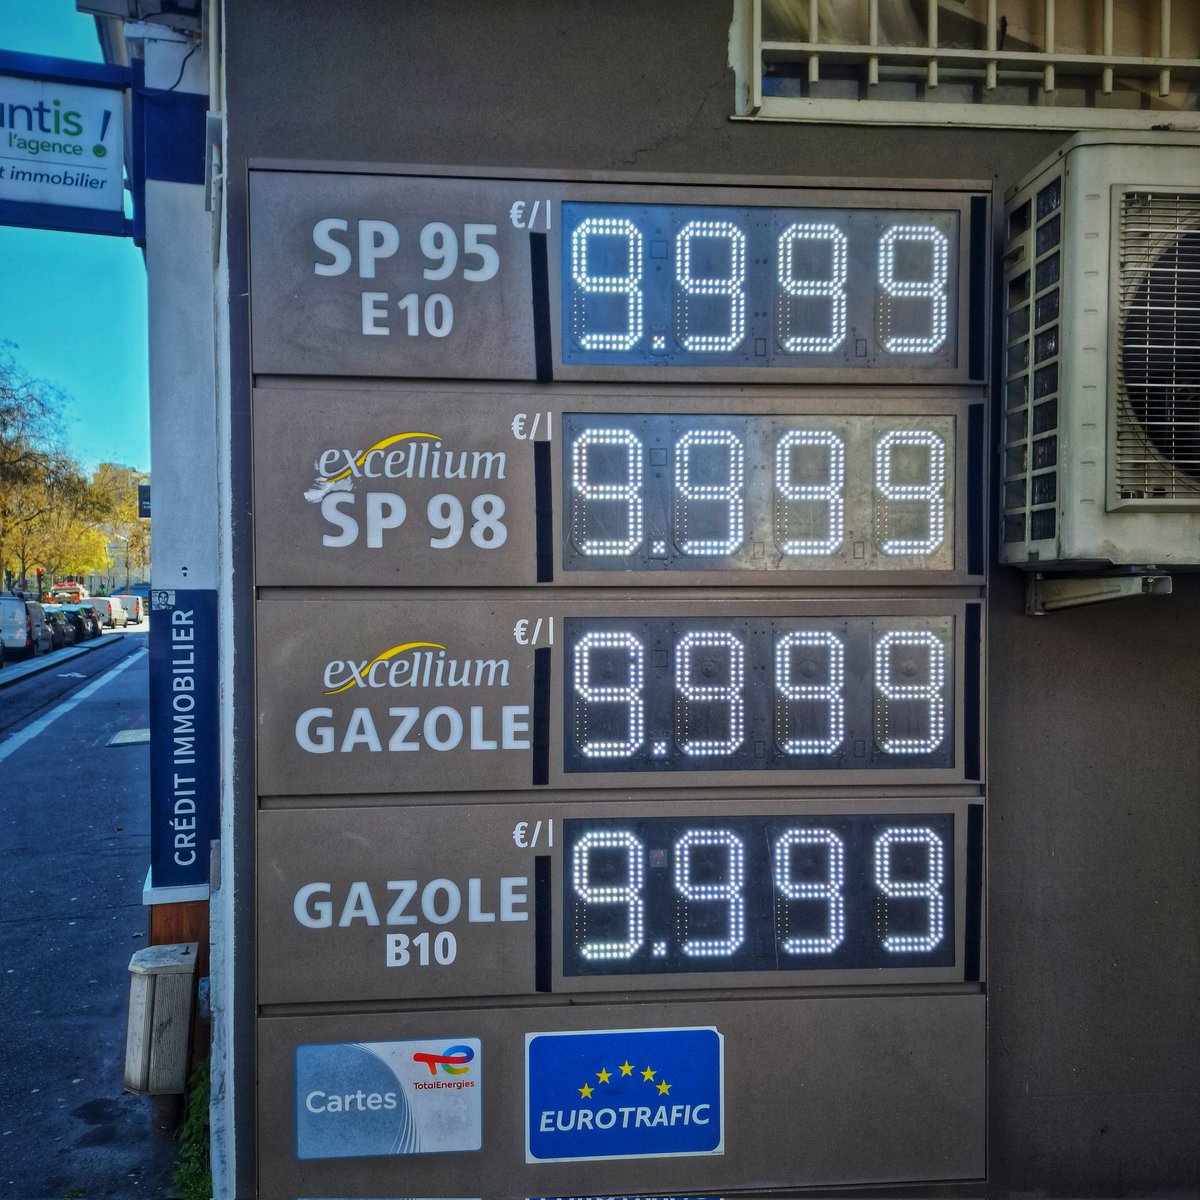 ntis !
l'agence
t immobilier
CRÉDIT IMMOBILIER
SP 95
E10
€/l
9.999
excellium
SP 98
€/l
9.999
excellium
GAZOLE
€/l
9.999
GAZOLE
B10
€/l
9.999
Cartes
TotalEnergies
EUROTRAFIC